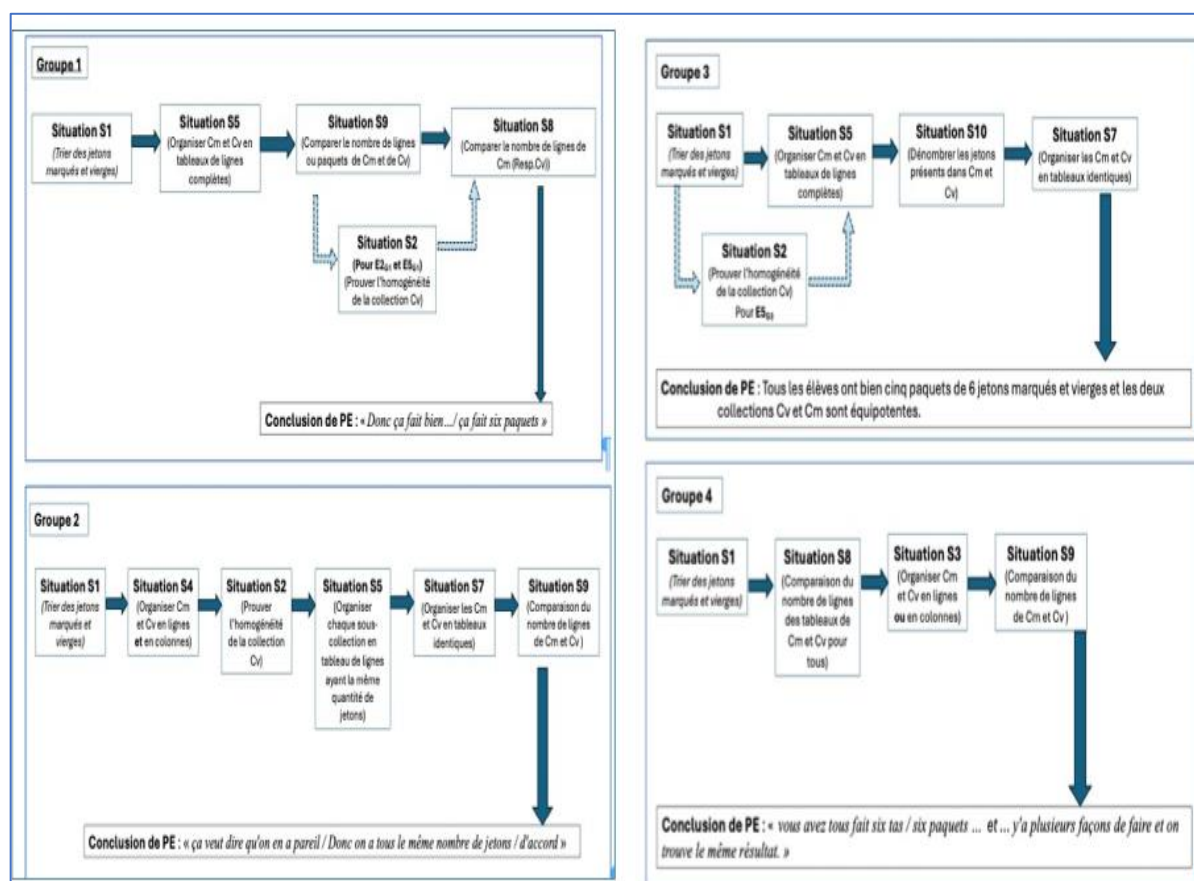 Groupe 1
Situation S1
(Trier des jetons
marqués et vierges)
Situation S5
(Organiser Cm et Cv en
tableaux de lignes
complètes)
Situation S9
(Comparer le nombre de lignes
ou paquets de Cm et de Cv)
Situation S8
(Comparer le nombre de lignes de
Cm (Resp.Cv))
Situation S2
(Pour E2G1 et E5G1)
(Prouver l'homogénéité
de la collection Cv)
Conclusion de PE : « Donc ça fait bien.../ ça fait six paquets »
¶
Groupe 2
Situation S1
(Trier des jetons
marqués et
vierges)
Situation S4
(Organiser Cm
et Cv en lignes
et en colonnes)
Situation S2
(Prouver
l'homogénéité
de la collection
Cv)
Situation S5
(Organiser
chaque sous-
collection en
tableau de lignes
ayant la même
quantité de
jetons)
Situation S7
(Organiser les Cm
et Cv en tableaux
identiques)
Situation S9
(Comparaison du
nombre de lignes
de Cm et Cv )
Conclusion de PE : « ça veut dire qu'on en a pareil / Donc on a tous le même nombre de jetons / d'accord »
Groupe 3
Situation S1
(Trier des jetons
marqués et vierges)
Situation S5
(Organiser Cm et Cv en
tableaux de lignes
complètes)
Situation S10
(Dénombrer les jetons
présents dans Cm et
Cv)
Situation S7
(Organiser les Cm et Cv
en tableaux identiques)
Situation S2
(Prouver l'homogénéité
de la collection Cv)
Pour
Conclusion de PE : Tous les élèves ont bien cinq paquets de 6 jetons marqués et vierges et les deux
collections Cv et Cm sont équipotentes.
Groupe 4
Situation S1
(Trier des jetons
marqués et vierges)
Situation S8
(Comparaison du
nombre de lignes
des tableaux de
Cm et Cv pour
tous)
Situation S3
(Organiser Cm
et Cv en lignes
ou en colonnes)
Situation S9
(Comparaison du
nombre de lignes
de Cm et Cv )
Conclusion de PE : « vous avez tous fait six tas / six paquets ... et ... y'a plusieurs façons de faire et on
trouve le même résultat. »